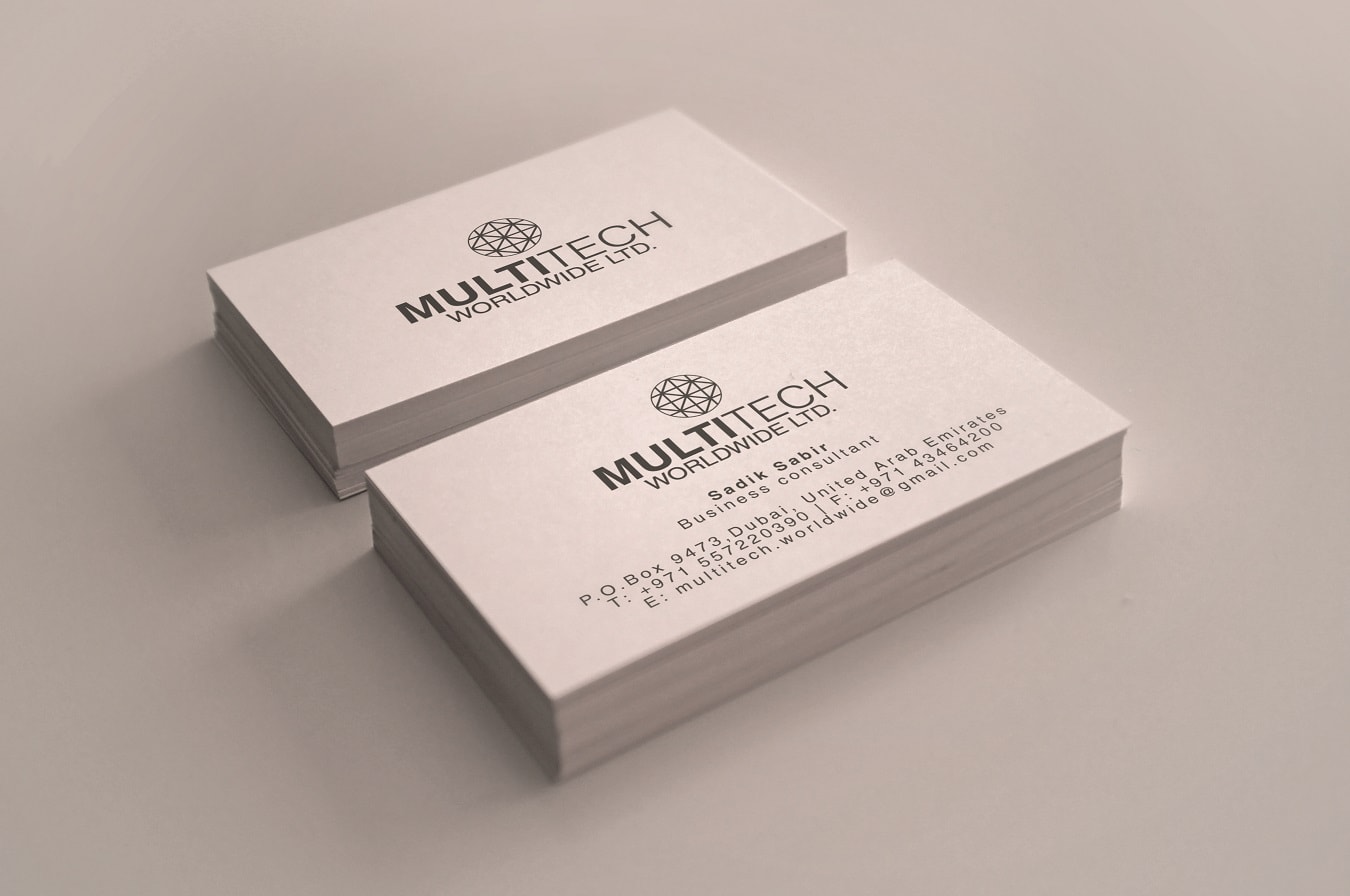 MULTITECH
WORLDWIDE LTD.
MULTITECH
WORLDWIDE LTD.
Sadik Sabir
Business consultant
P.O.Box 9473,Dubai, United Arab Emirates
T: +971 557220390 | F: +971 43464200
E: multitech.worldwide@gmail.com